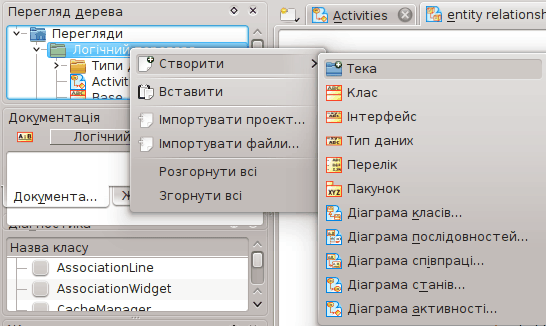 Перегляд дерева
Activities
entity relationsh
Перегляди
Логічний
Типи
Activit
Base
Створити
Вставити
Імпортувати проект...
Імпортувати файли...
Розгорнути всі
Згорнути всі
Тека
Клас
Інтерфейс
Тип даних
Перелік
Пакунок
Діаграма класів...
Діаграма послідовностей...
Діаграма співпраці...
Діаграма станів...
Діаграма активності...
Документація
Логічний
Документа...
Ж
Діагностика
Назва класу
AssociationLine
AssociationWidget
CacheManager